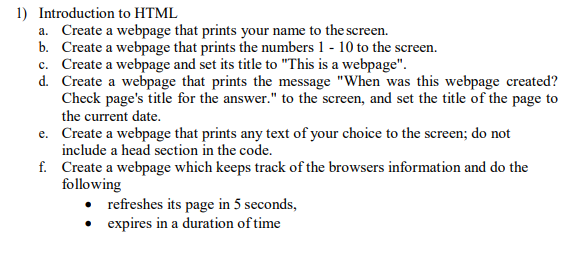 1) Introduction to HTML
a. Create a webpage that prints your name to the screen.
b. Create a webpage that prints the numbers 1 - 10 to the screen.
c. Create a webpage and set its title to "This is a webpage".
d. Create a webpage that prints the message "When was this webpage created?
Check page's title for the answer." to the screen, and set the title of the page to
the current date.
e. Create a webpage that prints any text of your choice to the screen; do not
include a head section in the code.
f. Create a webpage which keeps track of the browsers information and do the
following
• refreshes its page in 5 seconds,
• expires in a duration of time